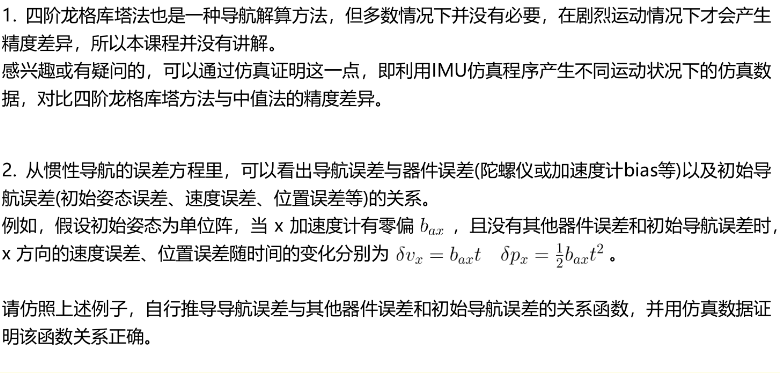 1. 四阶龙格库塔法也是一种导航解算方法，但多数情况下并没有必要，在剧烈运动情况下才会产生
精度差异，所以本课程并没有讲解。
感兴趣或有疑问的，可以通过仿真证明这一点，即利用IMU仿真程序产生不同运动状况下的仿真数
据，对比四阶龙格库塔方法与中值法的精度差异。
2. 从惯性导航的误差方程里，可以看出导航误差与器件误差(陀螺仪或加速度计bias等)以及初始导
航误差(初始姿态误差、速度误差、位置误差等)的关系。
例如，假设初始姿态为单位阵，当 x 加速度计有零偏 $b_{ax}$ ，且没有其他器件误差和初始导航误差时，
x 方向的速度误差、位置误差随时间的变化分别为 $\delta v_x = b_{ax}t$ $\delta p_x = \frac{1}{2}b_{ax}t^2$ 。
请仿照上述例子，自行推导导航误差与其他器件误差和初始导航误差的关系函数，并用仿真数据证
明该函数关系正确。